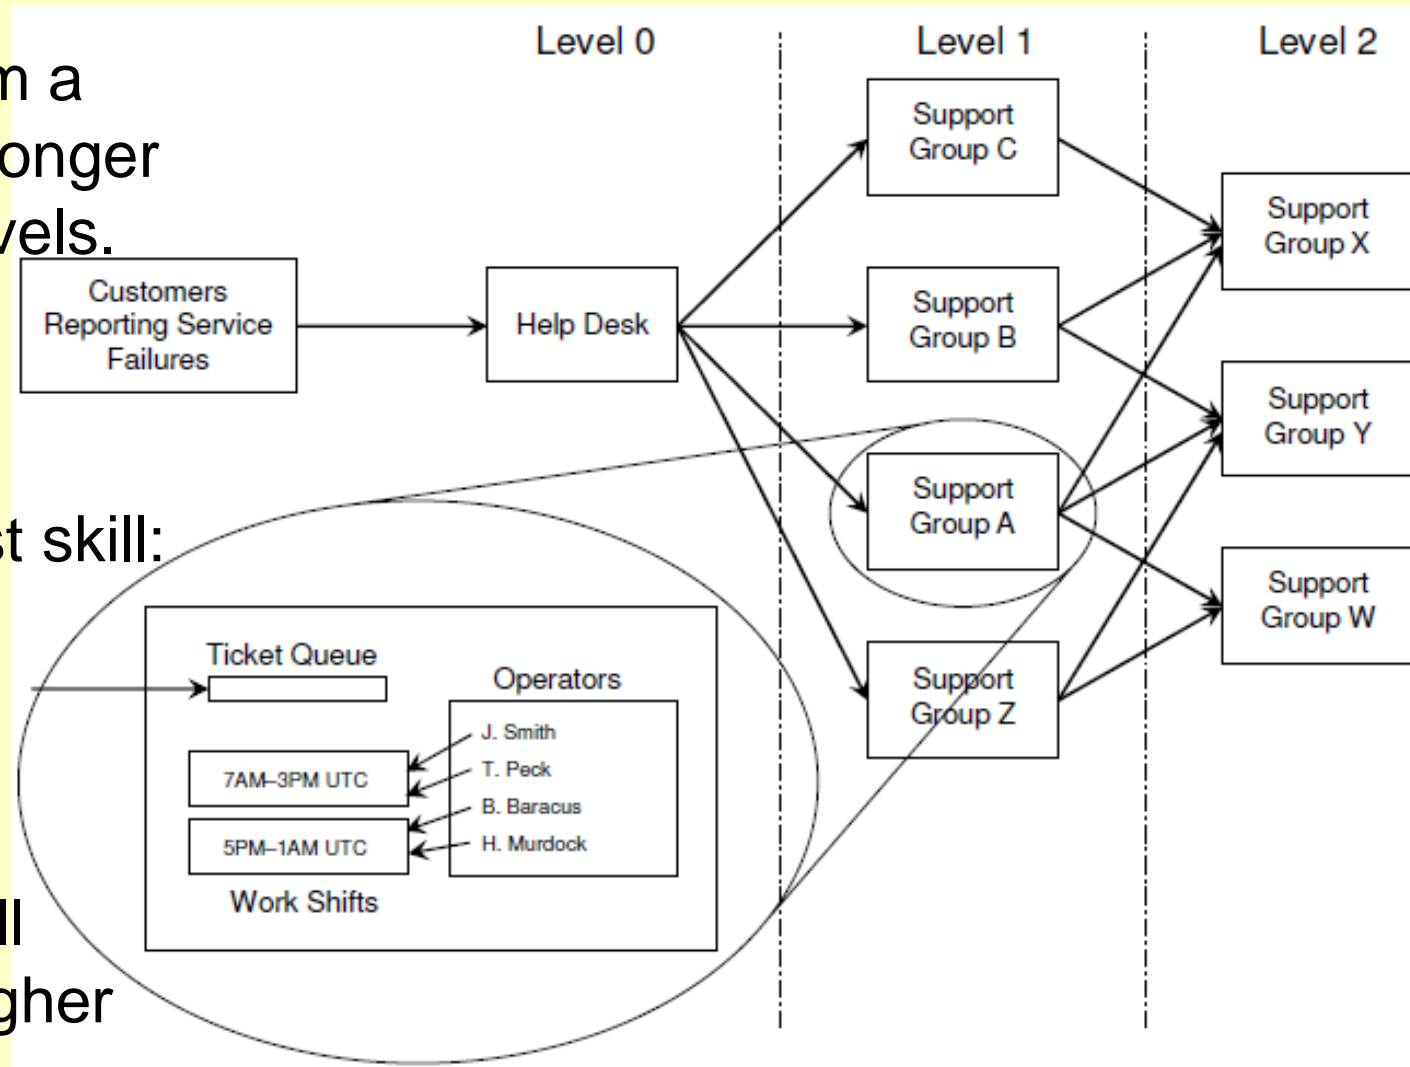 Level 0
Level 1
Level 2
onger
vels.
Customers
Reporting Service
Failures
Help Desk
Support
Group C
Support
Group B
Support
Group A
Support
Group Z
Support
Group X
Support
Group Y
Support
Group W
st skill:
Ticket Queue
Operators
J. Smith
T. Peck
B. Baracus
H. Murdock
7AM–3PM UTC
5PM–1AM UTC
Work Shifts
ll
gher